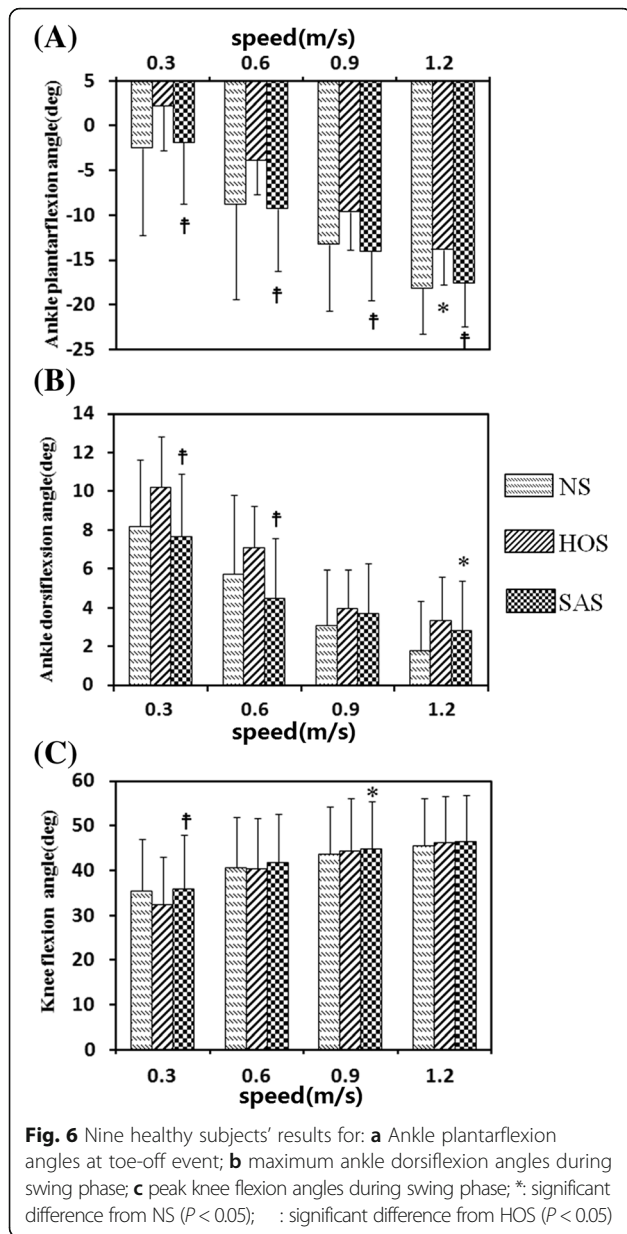 (A)
speed(m/s)
0.3 0.6 0.9 1.2
Ankle plantarflexion angle(deg)
5
0
-5
-10
-15
-20
-25
☨ ☨ ☨ * ☨
(B)
Ankle dorsiflexsion angle(deg)
14
12
10
8
6
4
2
0
☨ ☨ *
0.3 0.6 0.9 1.2
speed(m/s)
NS
HOS
SAS
(C)
Knee flexion angle(deg)
60
50
40
30
20
10
0
☨ *
0.3 0.6 0.9 1.2
speed(m/s)
Fig. 6 Nine healthy subjects’ results for: a Ankle plantarflexion
angles at toe-off event; b maximum ankle dorsiflexion angles during
swing phase; c peak knee flexion angles during swing phase; *: significant
difference from NS (P < 0.05); : significant difference from HOS (P < 0.05)